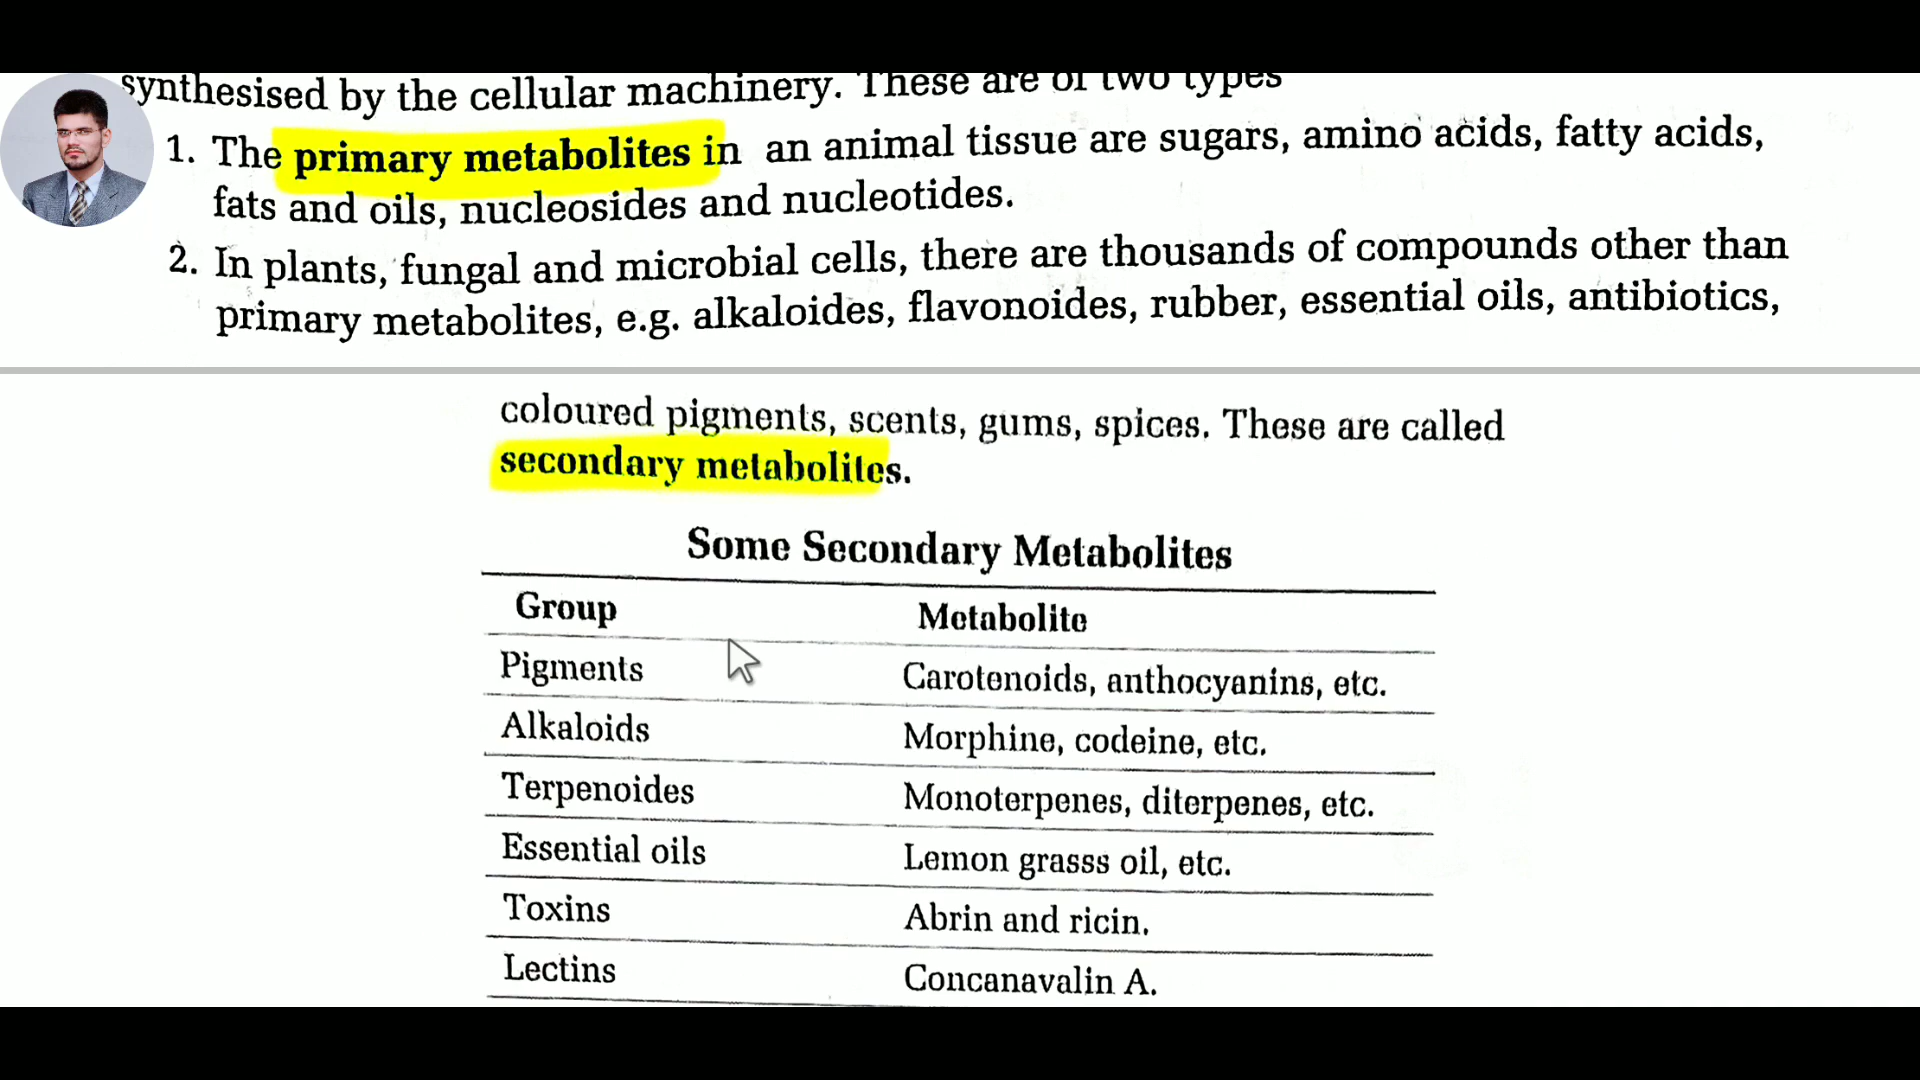 synthesised by the cellular machinery. These are of two types
1. The primary metabolites in an animal tissue are sugars, amino acids, fatty acids,
fats and oils, nucleosides and nucleotides.
2. In plants, fungal and microbial cells, there are thousands of compounds other than
primary metabolites, e.g. alkaloides, flavonoides, rubber, essential oils, antibiotics,
coloured pigments, scents, gums, spices. These are called
secondary metabolites.
Some Secondary Metabolites
Group Metabolite
Pigments Carotenoids, anthocyanins, etc.
Alkaloids Morphine, codeine, etc.
Terpenoides Monoterpenes, diterpenes, etc.
Essential oils Lemon grasss oil, etc.
Toxins Abrin and ricin.
Lectins Concanavalin A.